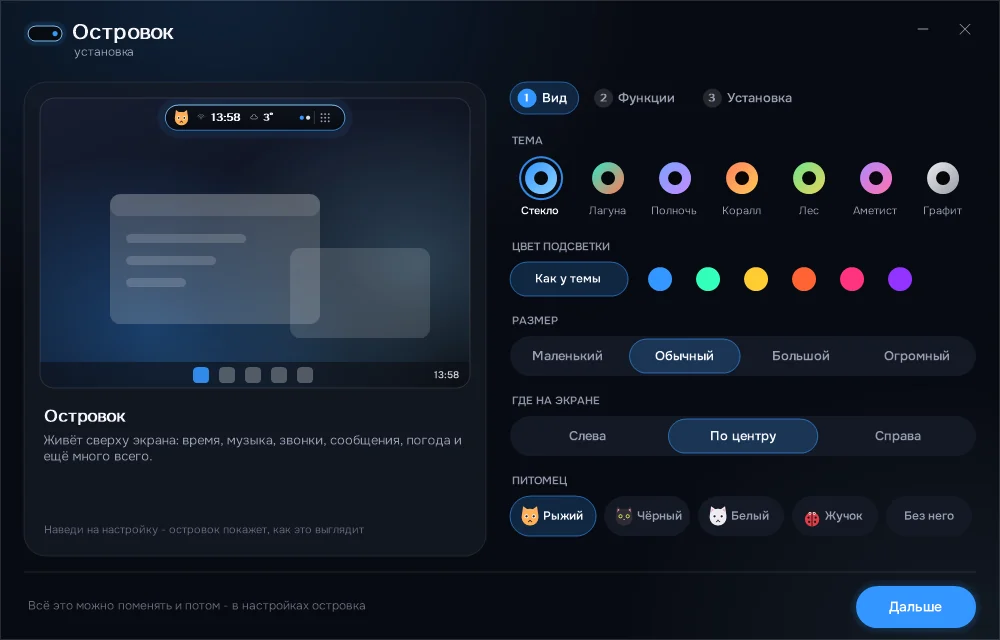 Островок
установка
13:58 3°
13:58
Островок
Живёт сверху экрана: время, музыка, звонки, сообщения, погода и
ещё много всего.
Наведи на настройку - островок покажет, как это выглядит
1 Вид 2 Функции 3 Установка
ТЕМА
Стекло Лагуна Полночь Коралл Лес Аметист Графит
ЦВЕТ ПОДСВЕТКИ
Как у темы
РАЗМЕР
Маленький Обычный Большой Огромный
ГДЕ НА ЭКРАНЕ
Слева По центру Справа
ПИТОМЕЦ
Рыжий Чёрный Белый Жучок Без него
Всё это можно поменять и потом - в настройках островка
Дальше